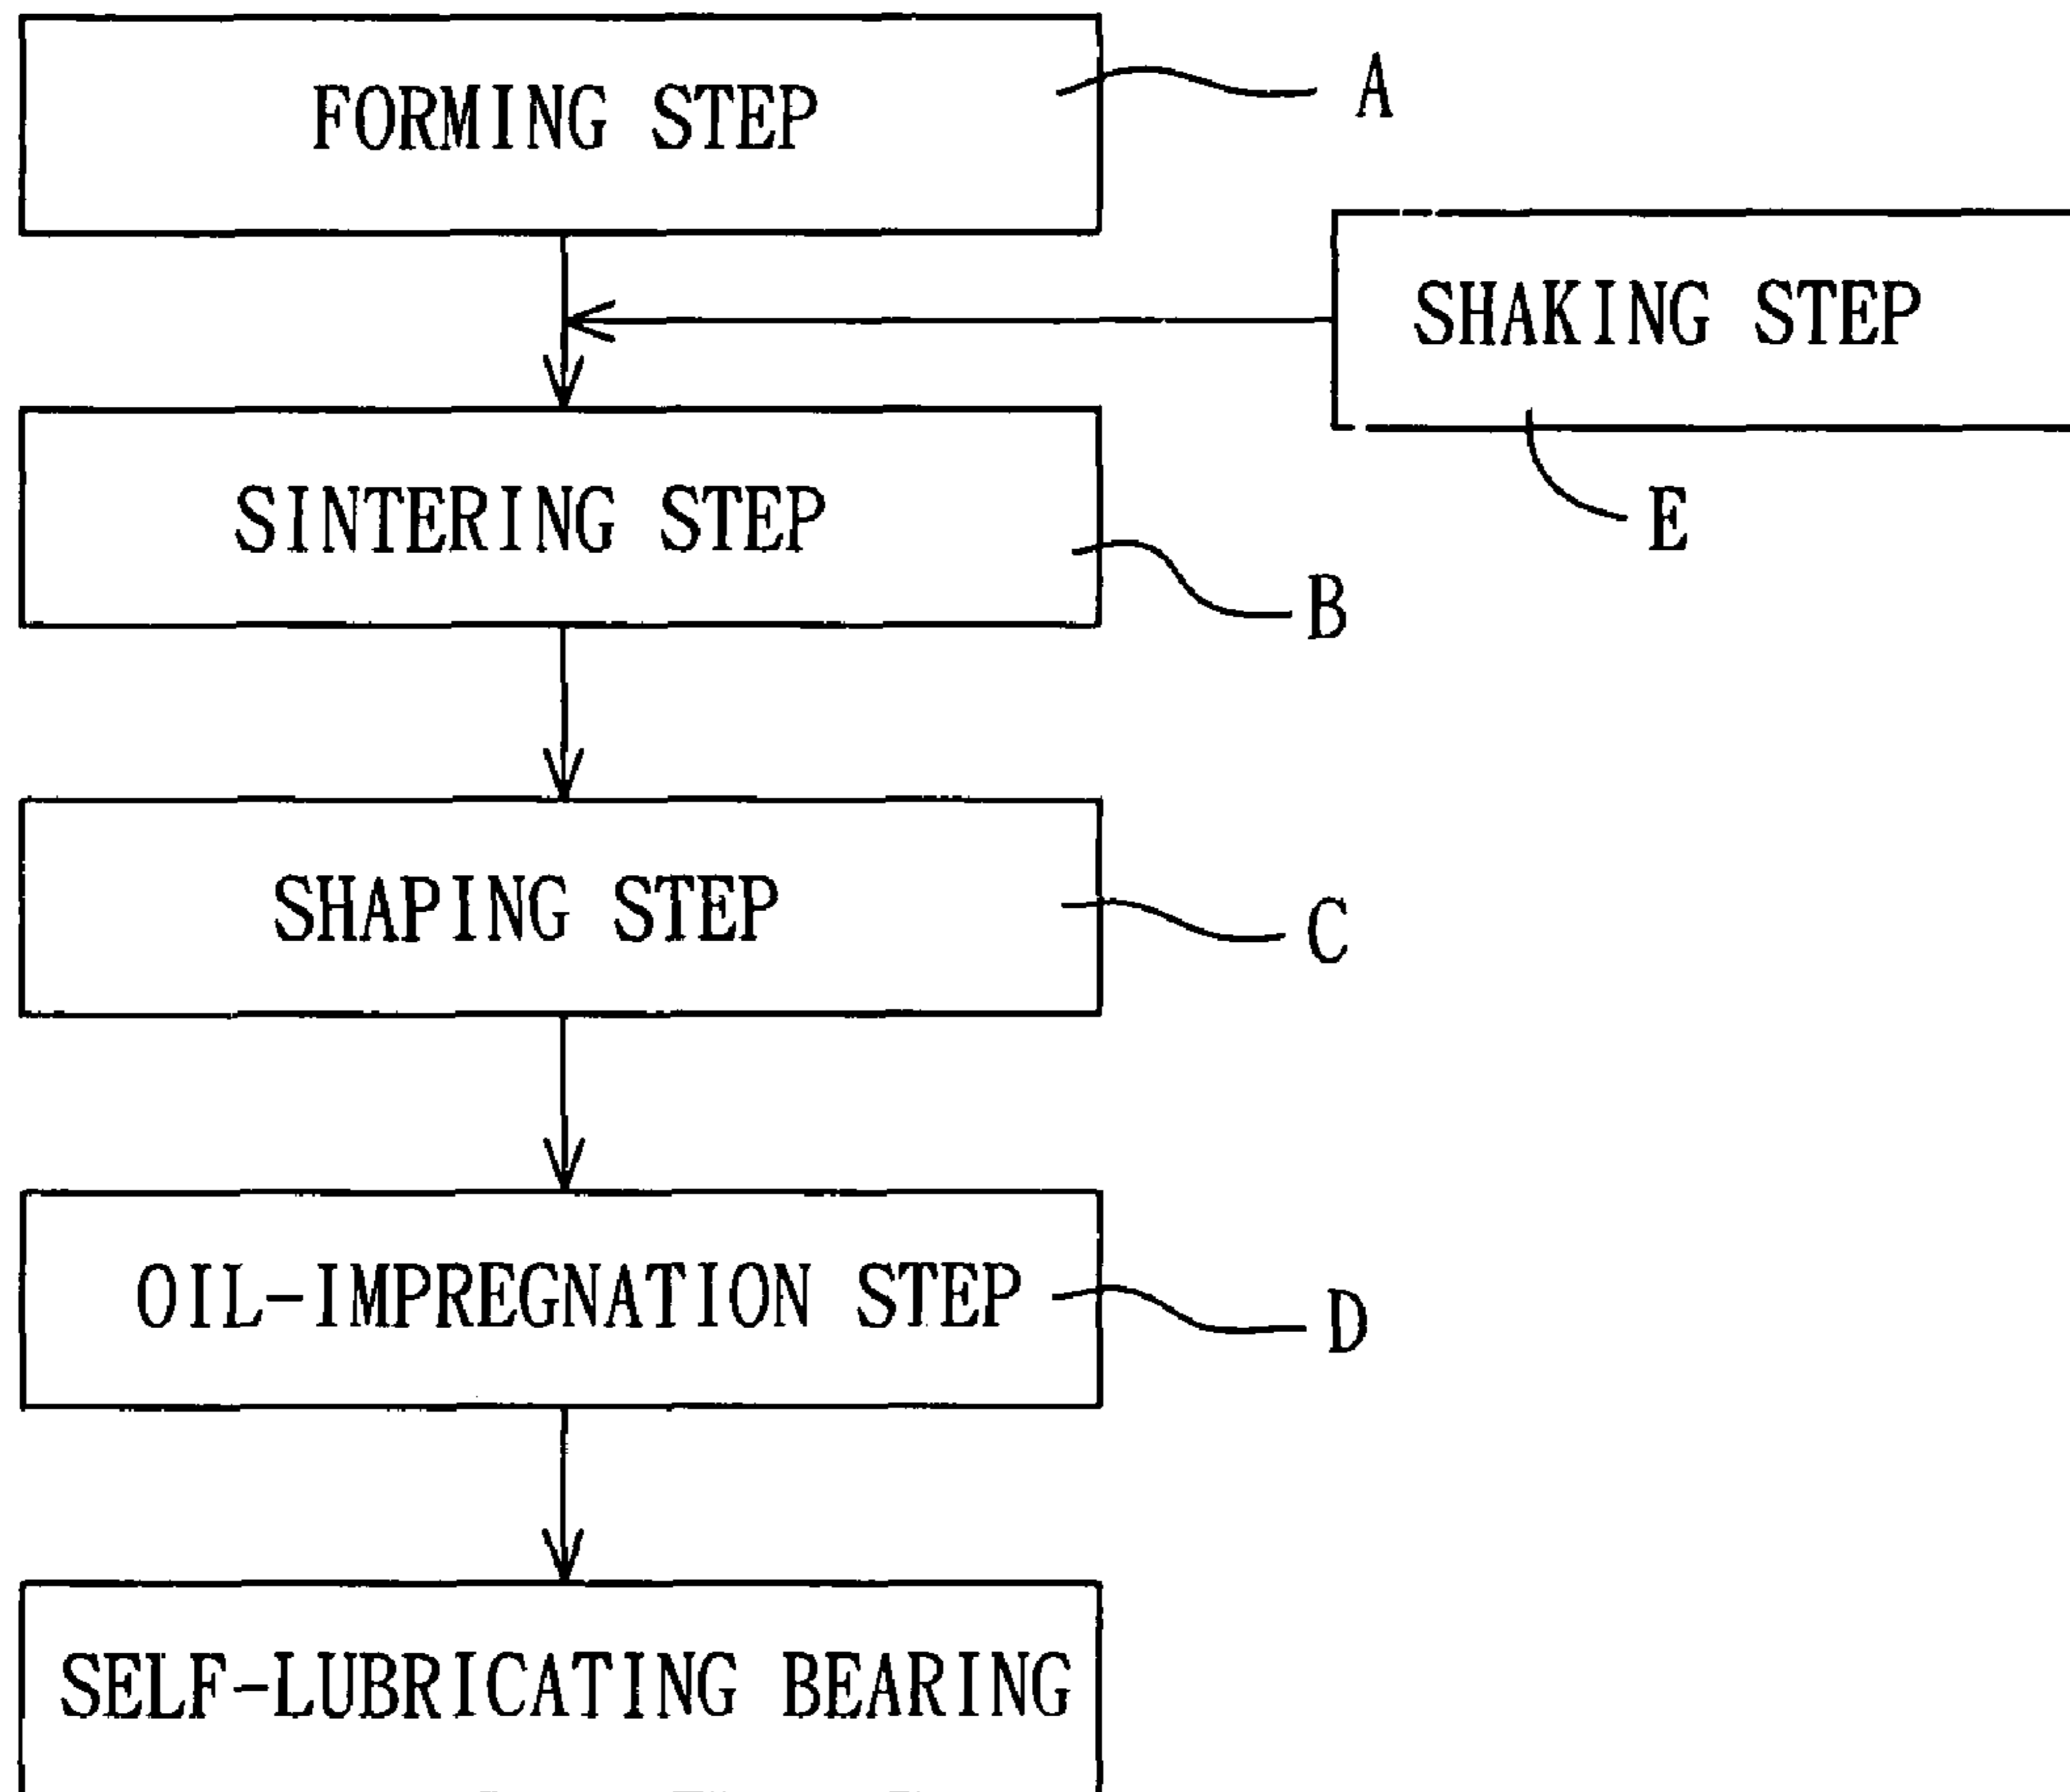 FORMING STEP
A
SHAKING STEP
E
SINTERING STEP
B
SHAPING STEP
C
OIL-IMPREGNATION STEP
D
SELF-LUBRICATING BEARING